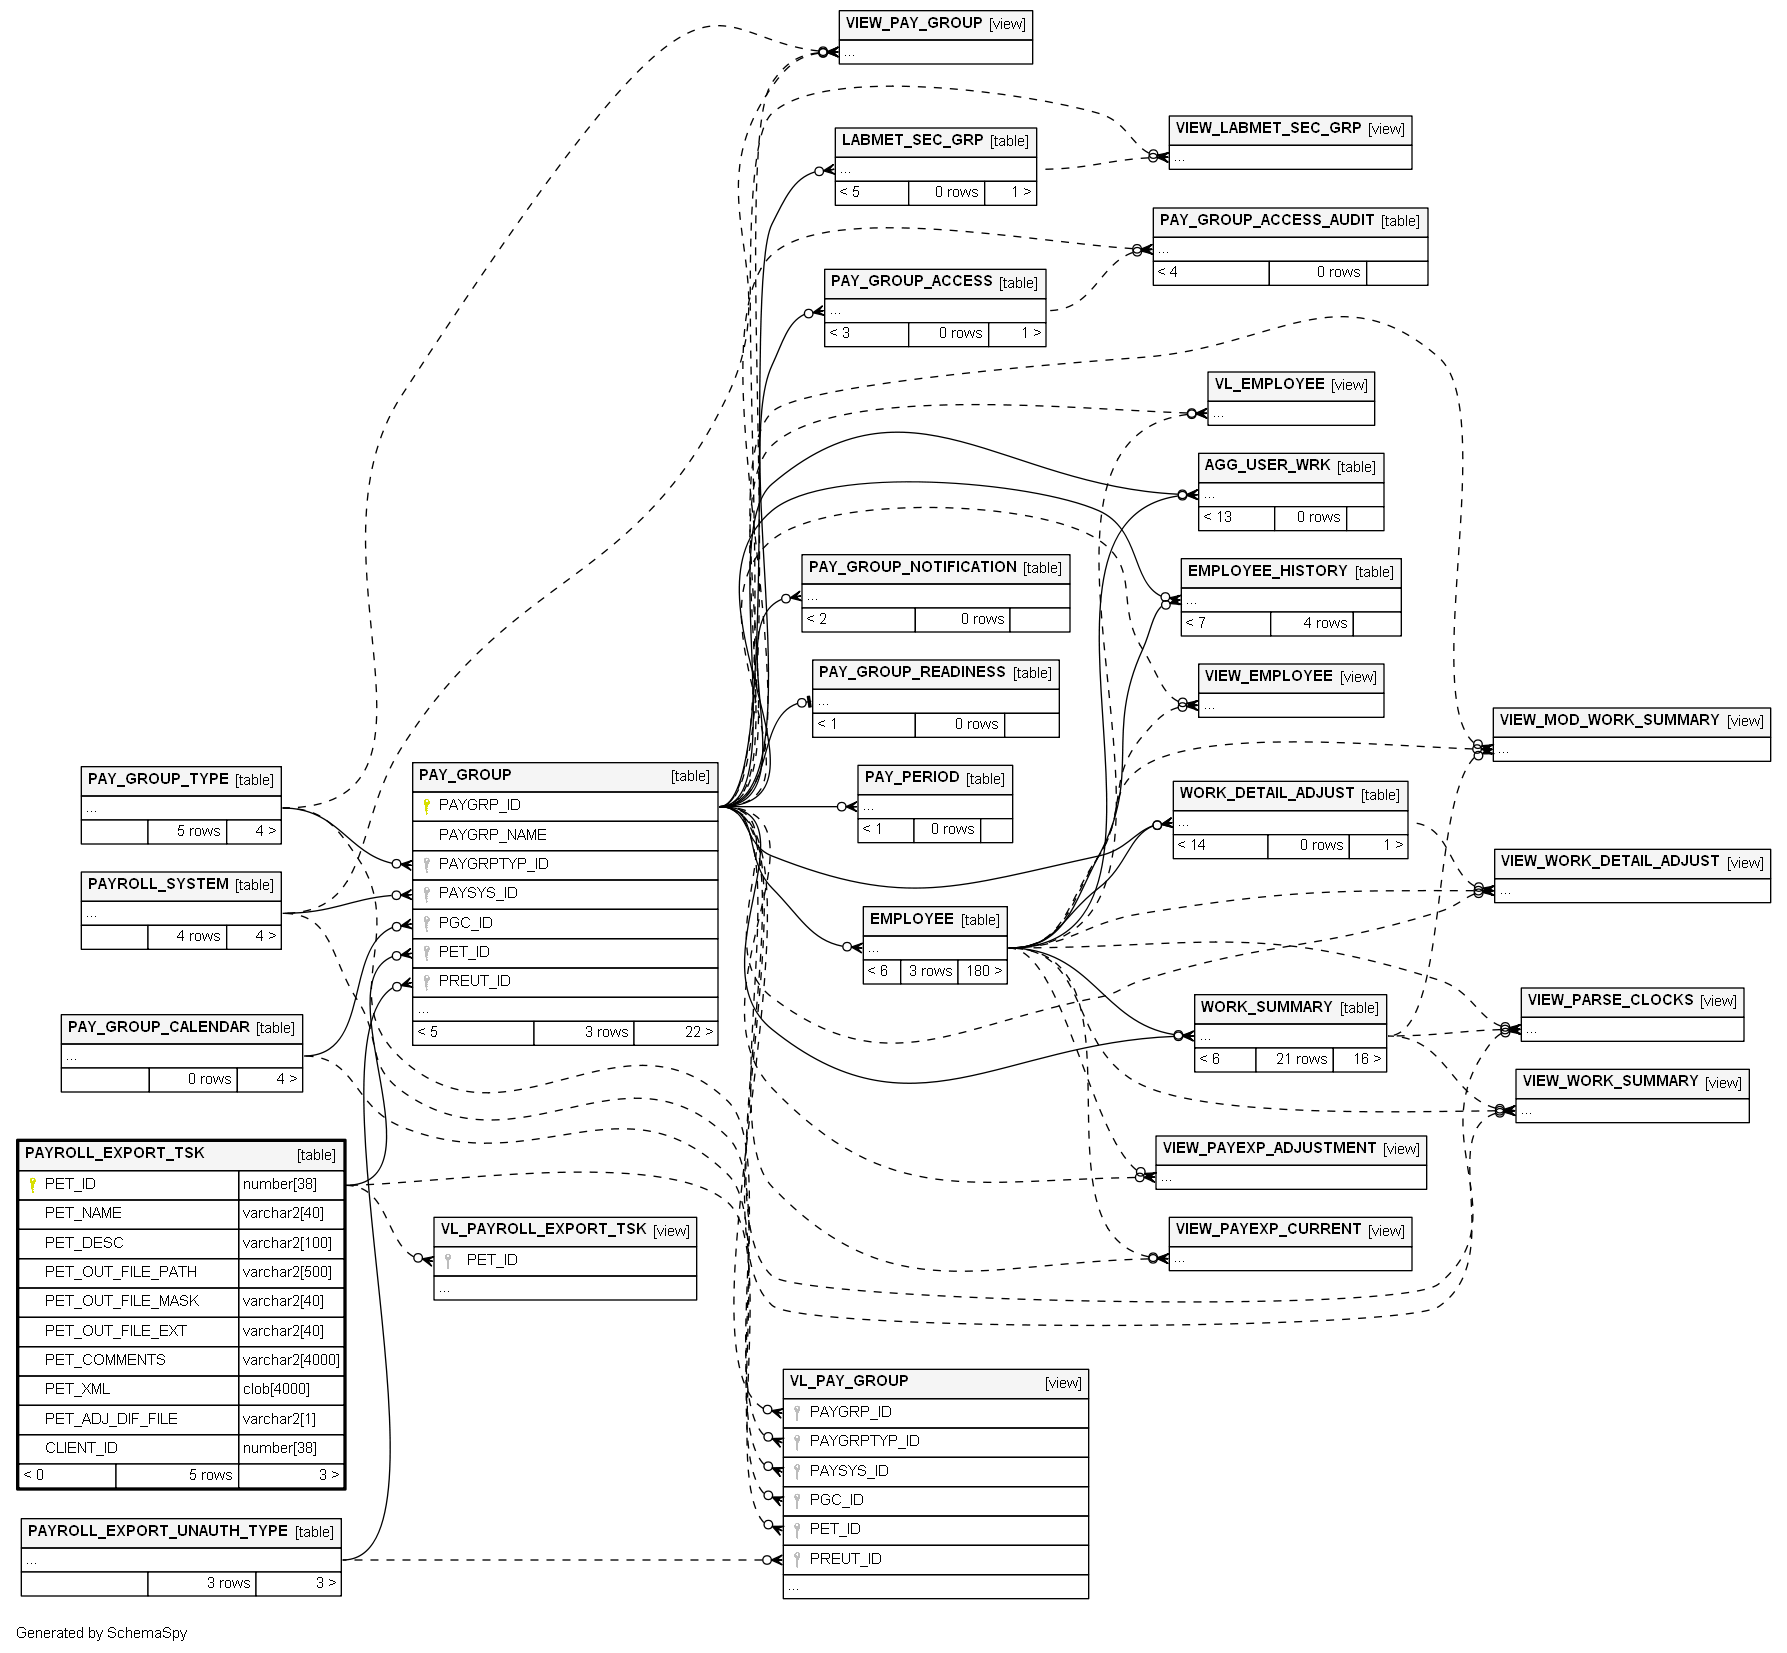 VIEW_PAY_GROUP [view]
...
VIEW_LABMET_SEC_GRP [view]
...
LABMET_SEC_GRP [table]
...
< 5 0 rows 1 >
PAY_GROUP_ACCESS_AUDIT [table]
...
< 4 0 rows
PAY_GROUP_ACCESS [table]
...
< 3 0 rows 1 >
VL_EMPLOYEE [view]
...
AGG_USER_WRK [table]
...
< 13 0 rows
PAY_GROUP_NOTIFICATION [table]
...
< 2 0 rows
EMPLOYEE_HISTORY [table]
...
< 7 4 rows
PAY_GROUP_READINESS [table]
...
< 1 0 rows
VIEW_EMPLOYEE [view]
...
VIEW_MOD_WORK_SUMMARY [view]
...
PAY_GROUP_TYPE [table]
...
5 rows 4 >
PAY_GROUP [table]
PAYGRP_ID
PAYGRP_NAME
PAYGRPTYP_ID
PAYSYS_ID
PGC_ID
PET_ID
PREUT_ID
...
< 5 3 rows 22 >
PAY_PERIOD [table]
...
< 1 0 rows
WORK_DETAIL_ADJUST [table]
...
< 14 0 rows 1 >
VIEW_WORK_DETAIL_ADJUST [view]
...
PAYROLL_SYSTEM [table]
...
4 rows 4 >
EMPLOYEE [table]
...
< 6 3 rows 180 >
WORK_SUMMARY [table]
...
< 6 21 rows 16 >
VIEW_PARSE_CLOCKS [view]
...
PAY_GROUP_CALENDAR [table]
...
0 rows 4 >
VIEW_WORK_SUMMARY [view]
...
VIEW_PAYEXP_ADJUSTMENT [view]
...
PAYROLL_EXPORT_TSK [table]
PET_ID number[38]
PET_NAME varchar2[40]
PET_DESC varchar2[100]
PET_OUT_FILE_PATH varchar2[500]
PET_OUT_FILE_MASK varchar2[40]
PET_OUT_FILE_EXT varchar2[40]
PET_COMMENTS varchar2[4000]
PET_XML clob[4000]
PET_ADJ_DIF_FILE varchar2[1]
CLIENT_ID number[38]
< 0 5 rows 3 >
VL_PAYROLL_EXPORT_TSK [view]
PET_ID
...
VIEW_PAYEXP_CURRENT [view]
...
VL_PAY_GROUP [view]
PAYGRP_ID
PAYGRPTYP_ID
PAYSYS_ID
PGC_ID
PET_ID
PREUT_ID
...
PAYROLL_EXPORT_UNAUTH_TYPE [table]
...
3 rows 3 >
Generated by SchemaSpy